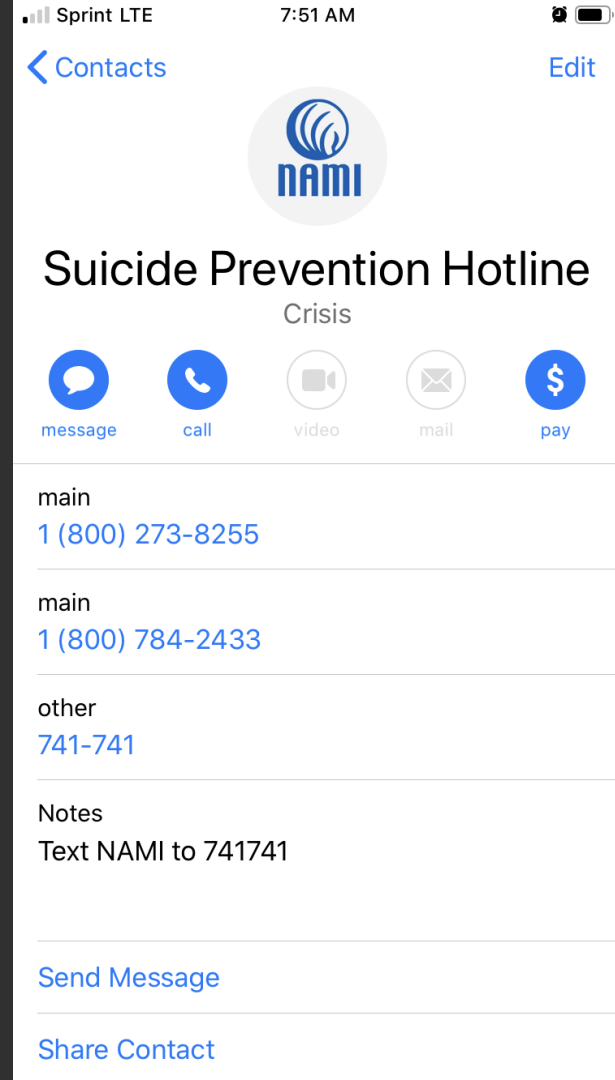 Sprint LTE 7:51 AM
Contacts Edit
NAMI
Suicide Prevention Hotline
Crisis
message call video mail pay
main
1 (800) 273-8255
main
1 (800) 784-2433
other
741-741
Notes
Text NAMI to 741741
Send Message
Share Contact